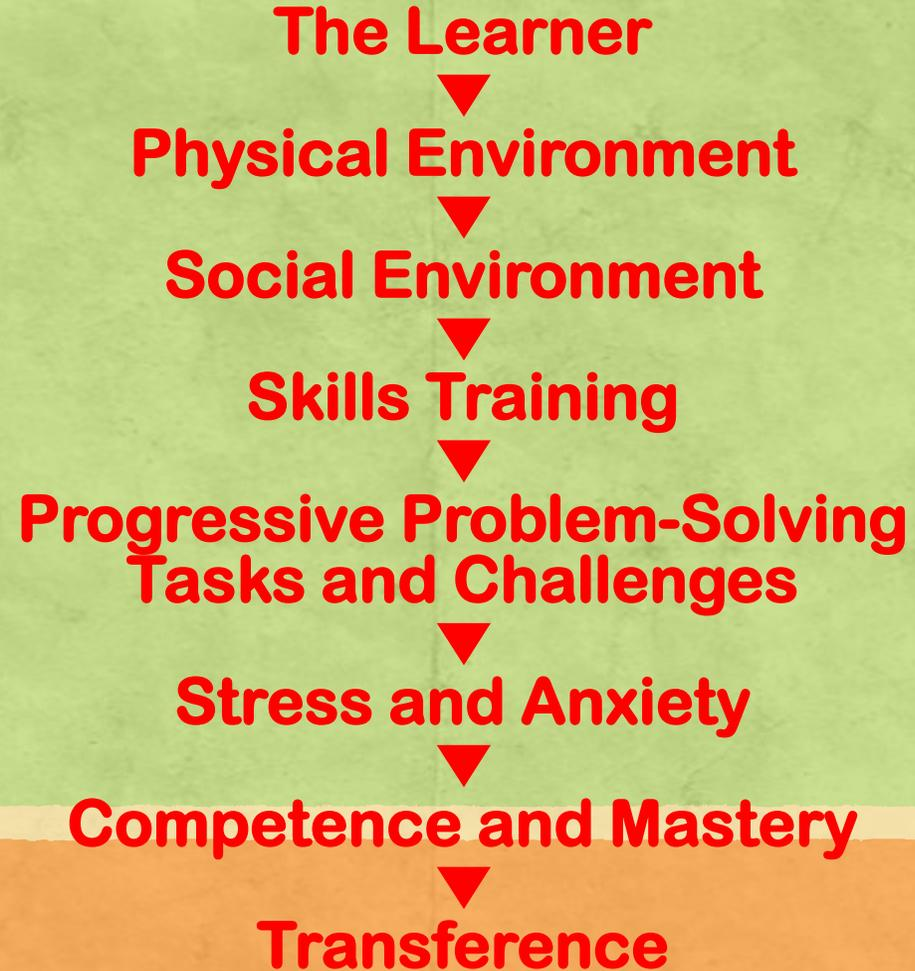 The Learner
Physical Environment
Social Environment
Skills Training
Progressive Problem-Solving
Tasks and Challenges
Stress and Anxiety
Competence and Mastery
Transference